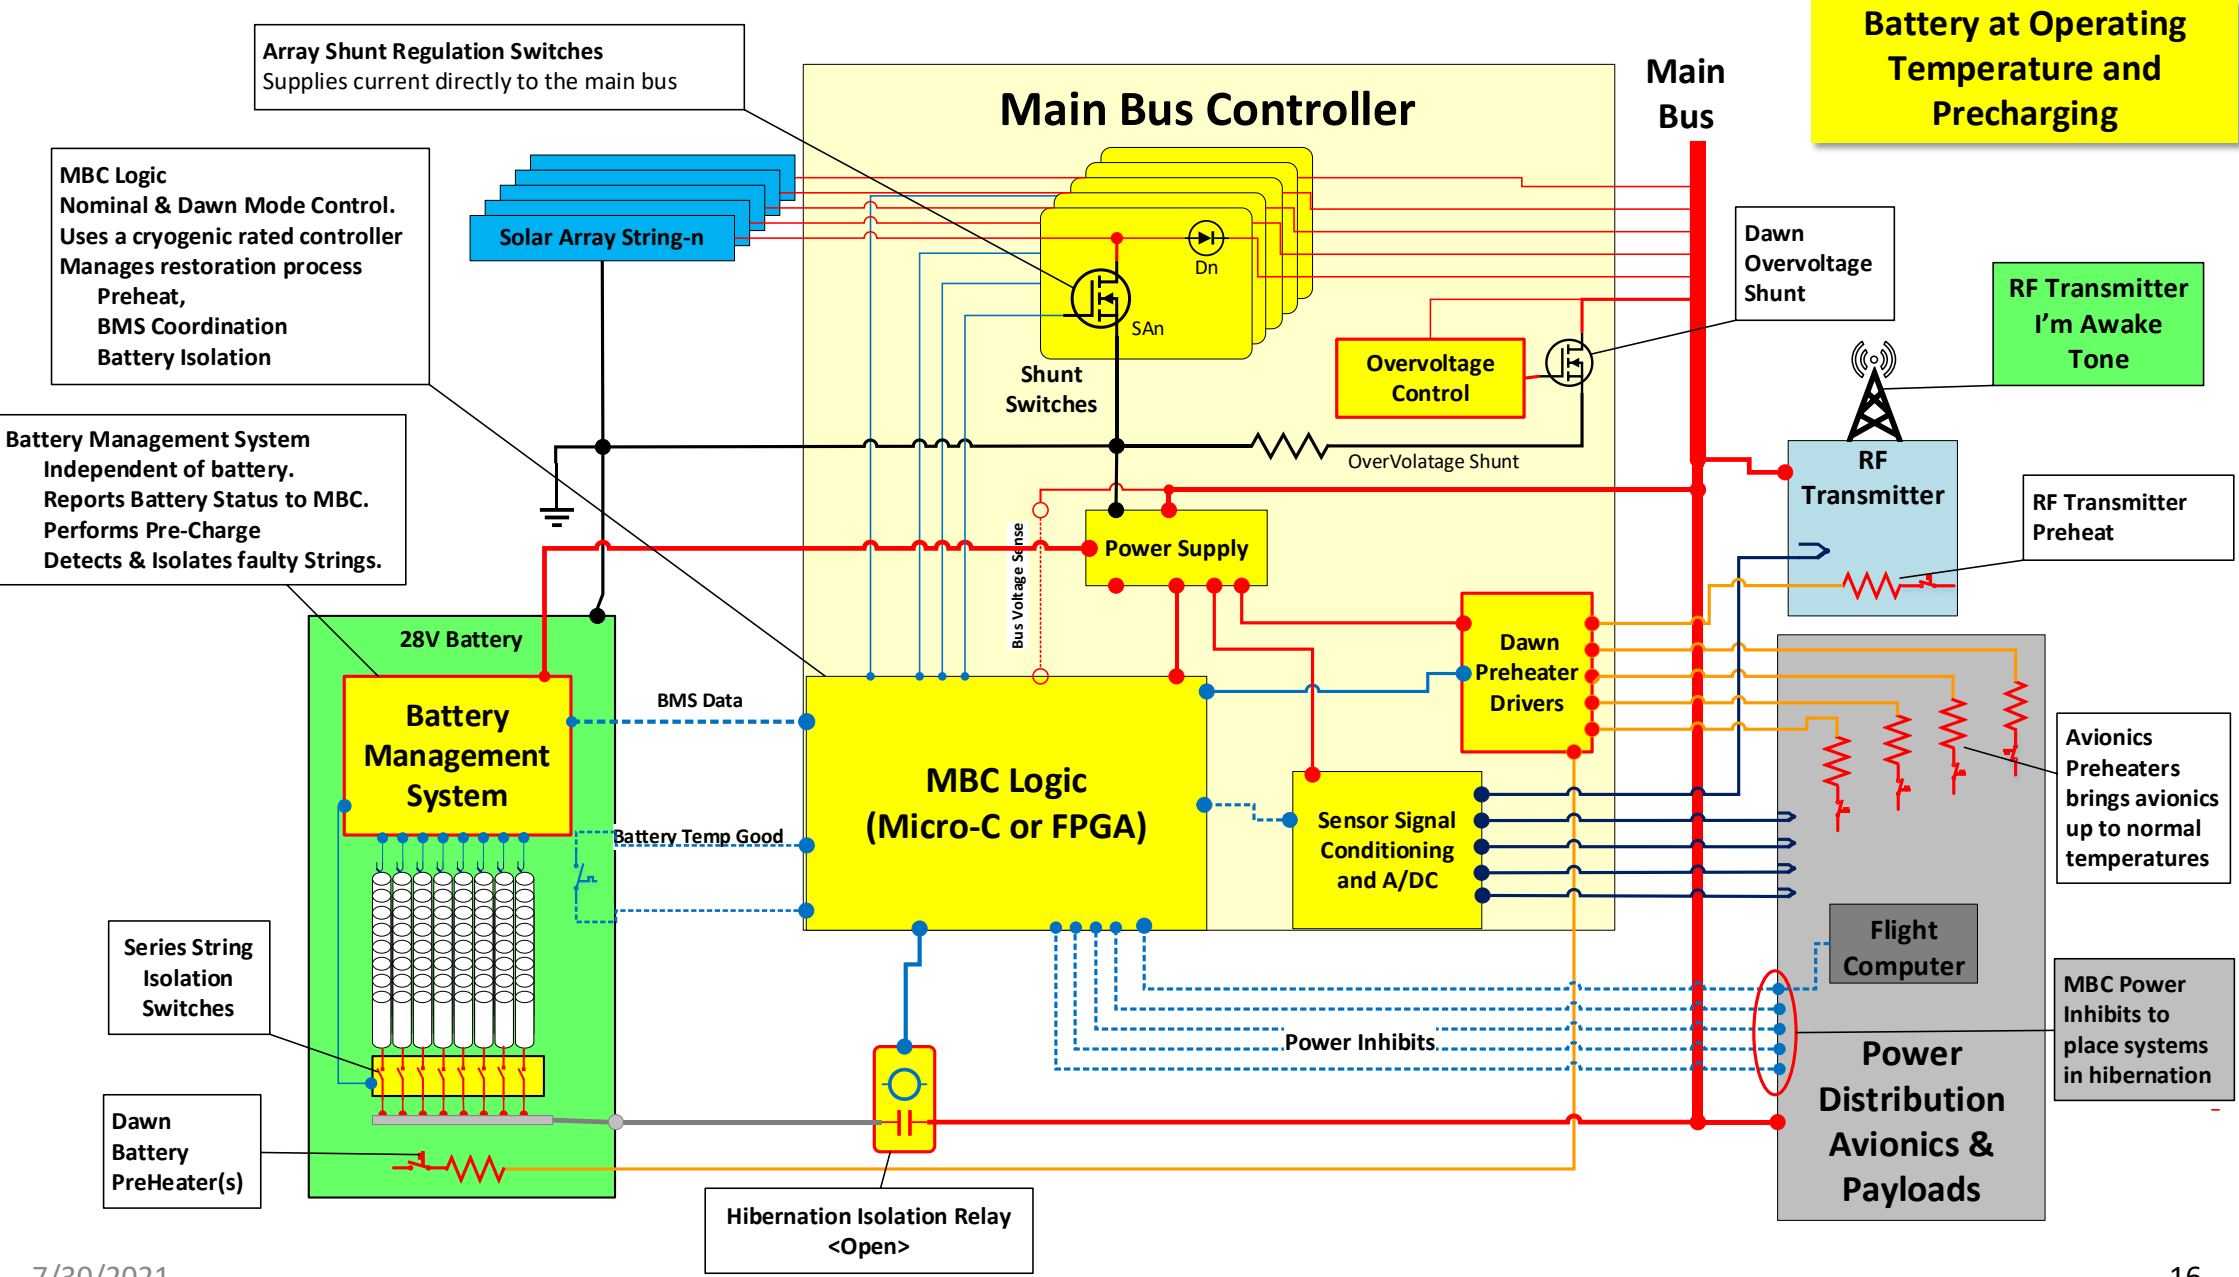 Battery at Operating
Temperature and
Precharging
Array Shunt Regulation Switches
Supplies current directly to the main bus
Main Bus Controller
Main
Bus
MBC Logic
Nominal & Dawn Mode Control.
Uses a cryogenic rated controller
Manages restoration process
Preheat,
BMS Coordination
Battery Isolation
Solar Array String-n
Dn
SAn
Shunt
Switches
Overvoltage
Control
Dawn
Overvoltage
Shunt
RF Transmitter
I'm Awake
Tone
Battery Management System
Independent of battery.
Reports Battery Status to MBC.
Performs Pre-Charge
Detects & Isolates faulty Strings.
OverVolatage Shunt
RF
Transmitter
RF Transmitter
Preheat
Bus Voltage Sense
Power Supply
28V Battery
Battery
Management
System
BMS Data
Dawn
Preheater
Drivers
MBC Logic
(Micro-C or FPGA)
Battery Temp Good
Sensor Signal
Conditioning
and A/DC
Avionics
Preheaters
brings avionics
up to normal
temperatures
Series String
Isolation
Switches
Flight
Computer
MBC Power
Inhibits to
place systems
in hibernation
Power Inhibits
Power
Distribution
Avionics &
Payloads
Dawn
Battery
PreHeater(s)
Hibernation Isolation Relay
<Open>
7/30/2021
16